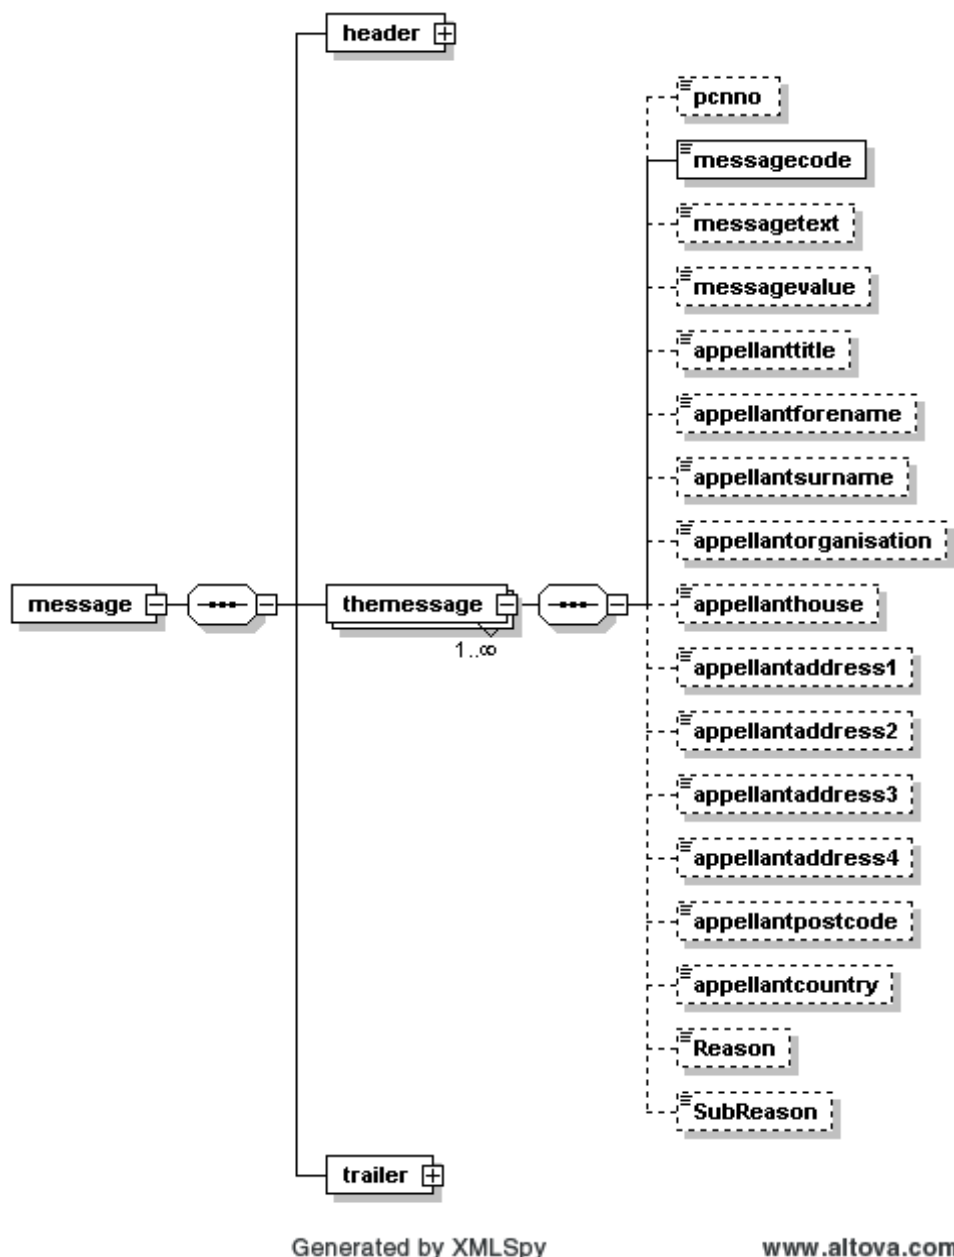 header
pcnno
messagecode
messagetext
messagevalue
appellanttitle
appellantforename
appellantsurname
appellantorganisation
message
themessage
1..∞
appellanthouse
appellantaddress1
appellantaddress2
appellantaddress3
appellantaddress4
appellantpostcode
appellantcountry
Reason
SubReason
trailer
Generated by XMLSpy
www.altova.com